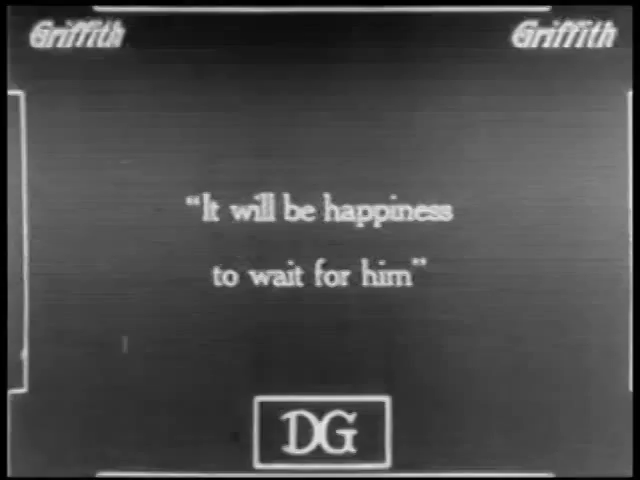 Griffith Griffith
"It will be happiness
to wait for him"
DG